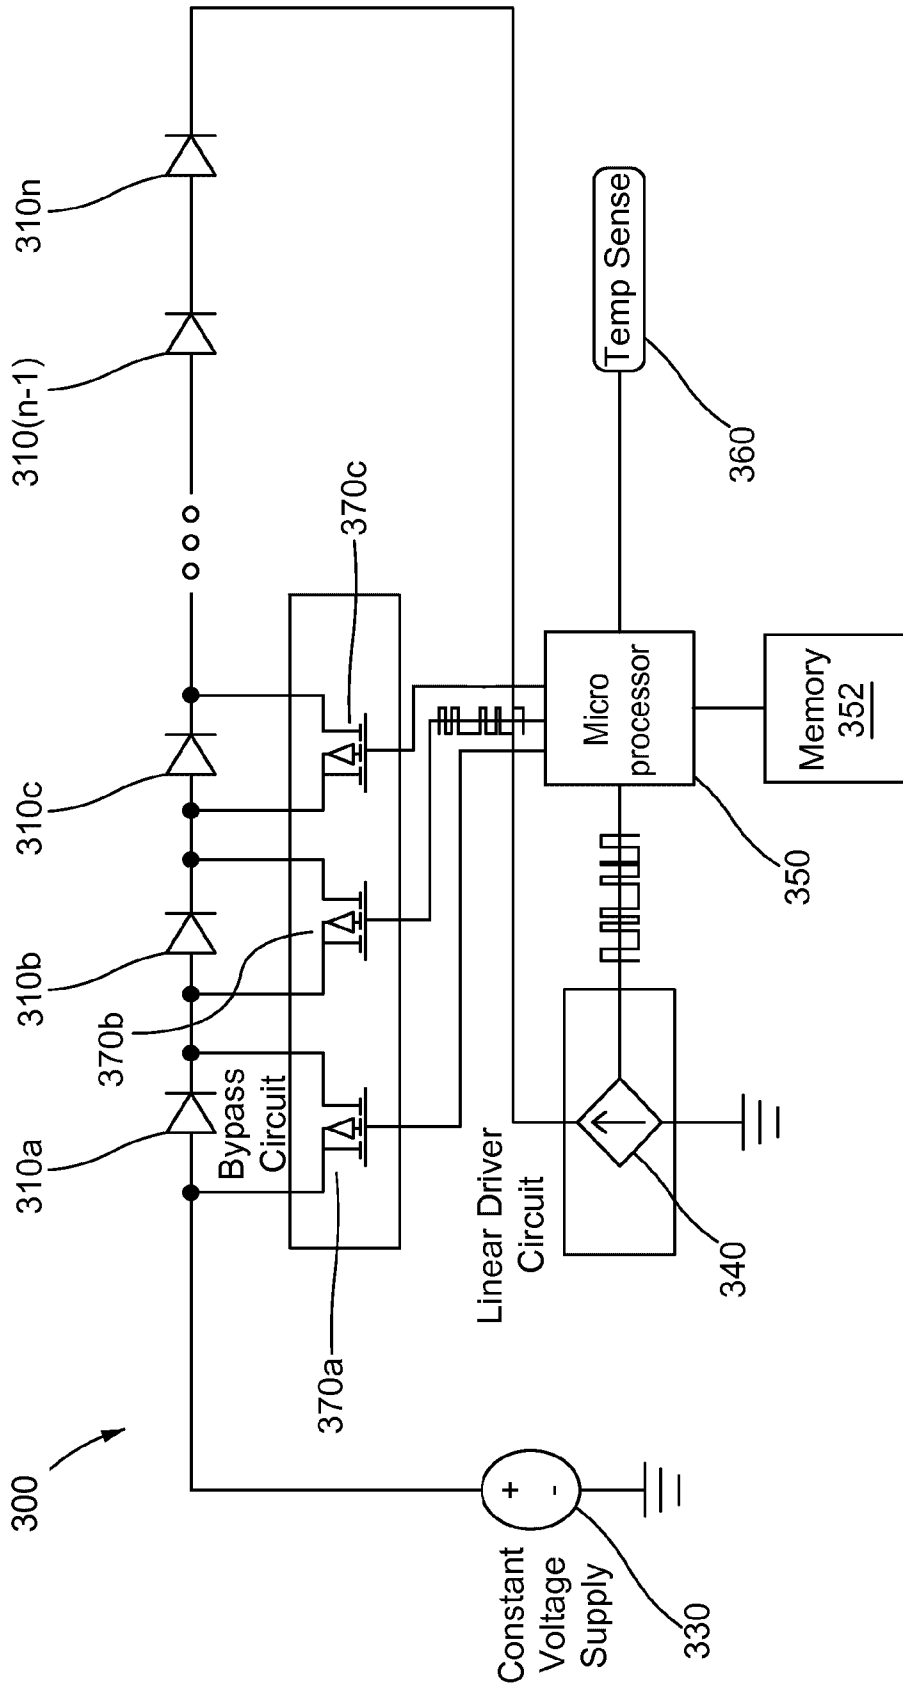 300
310a
310b
310c
310(n-1)
310n
Bypass
Circuit
370a
370b
370c
Constant
Voltage
Supply
+
-
330
Linear Driver
Circuit
340
Micro
processor
350
Memory
352
Temp Sense
360